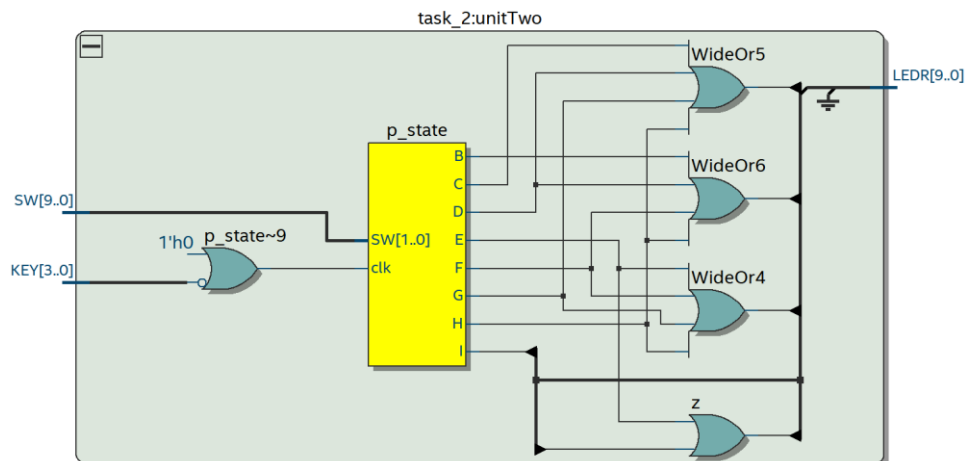 task_2:unitTwo
WideOr5
LEDR[9..0]
p_state
B
WideOr6
C
SW[9..0]
D
1'h0
p_state~9
SW[1..0]
E
KEY[3..0]
clk
F
WideOr4
G
H
I
z